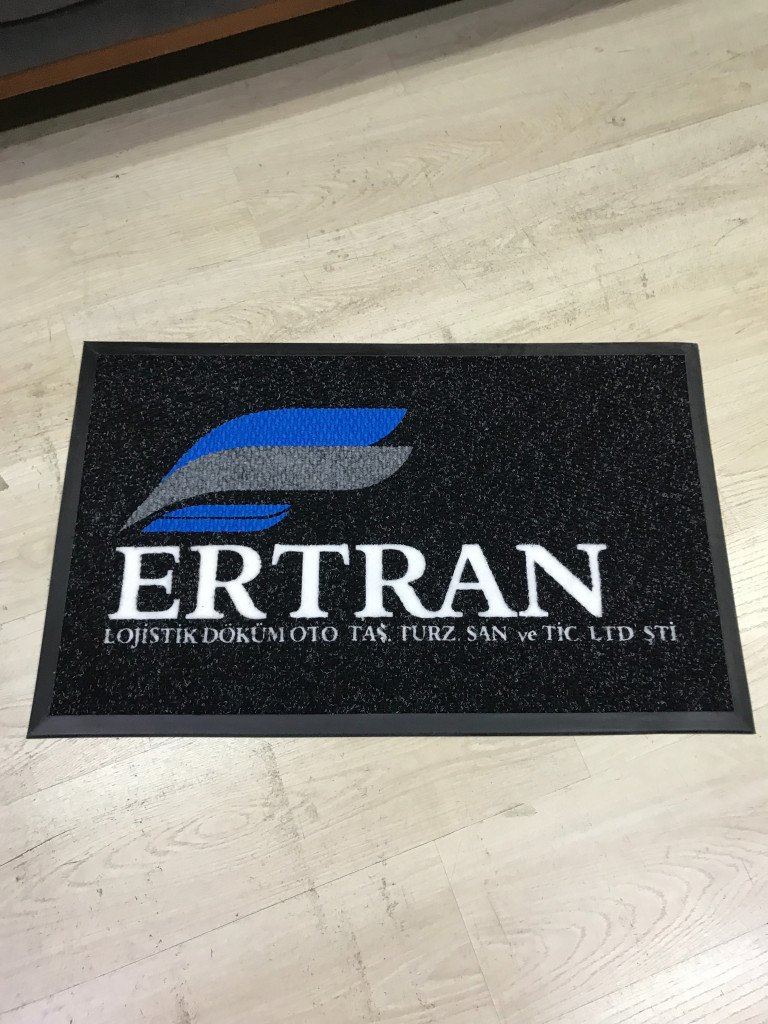 ERTRAN
LOJİSTİK DÖKÜM OTO TAŞ. TURZ. SAN ve TİC. LTD ŞTİ